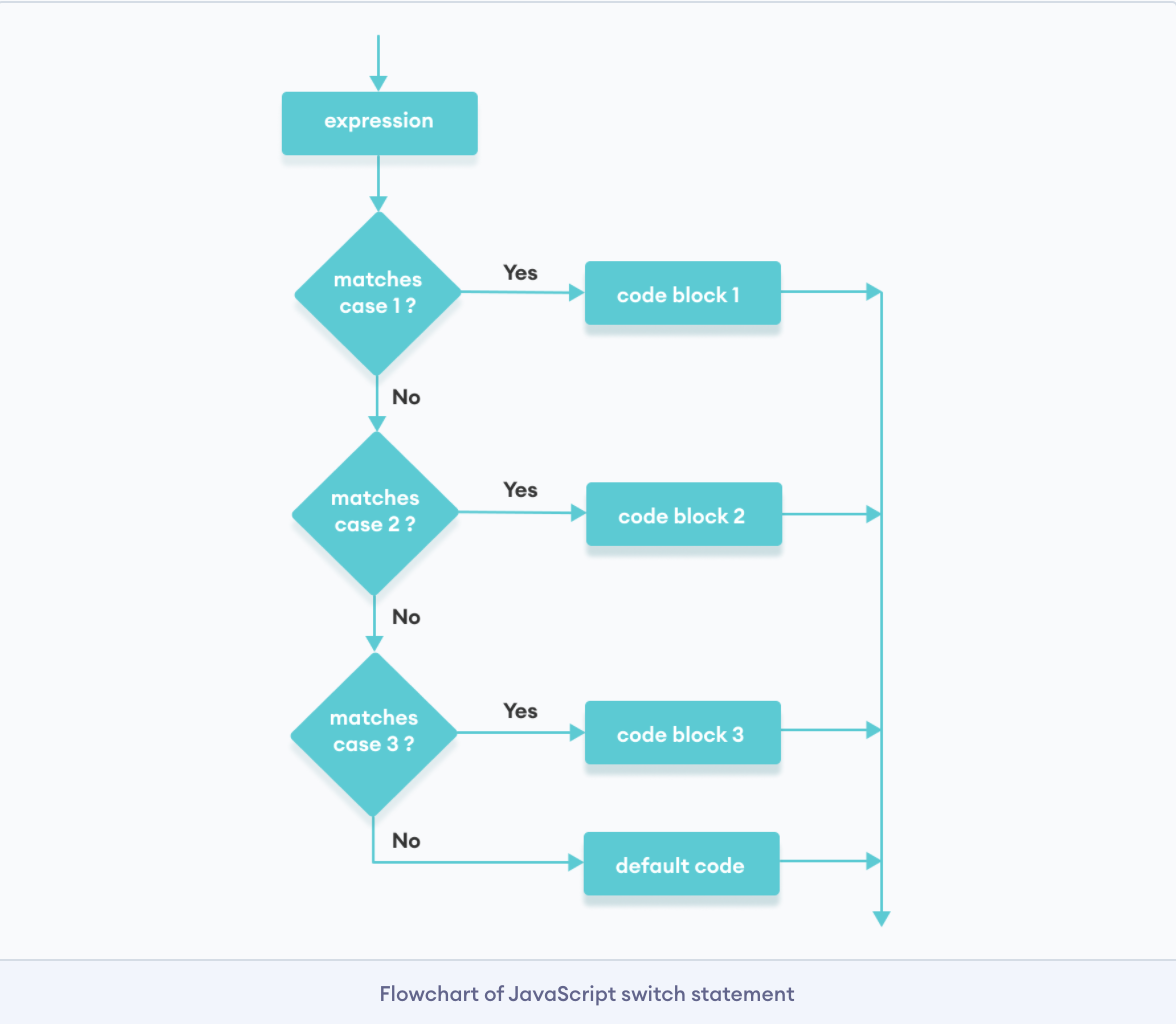 expression
matches
case 1 ?
Yes
code block 1
No
matches
case 2 ?
Yes
code block 2
No
matches
case 3 ?
Yes
code block 3
No
default code
Flowchart of JavaScript switch statement